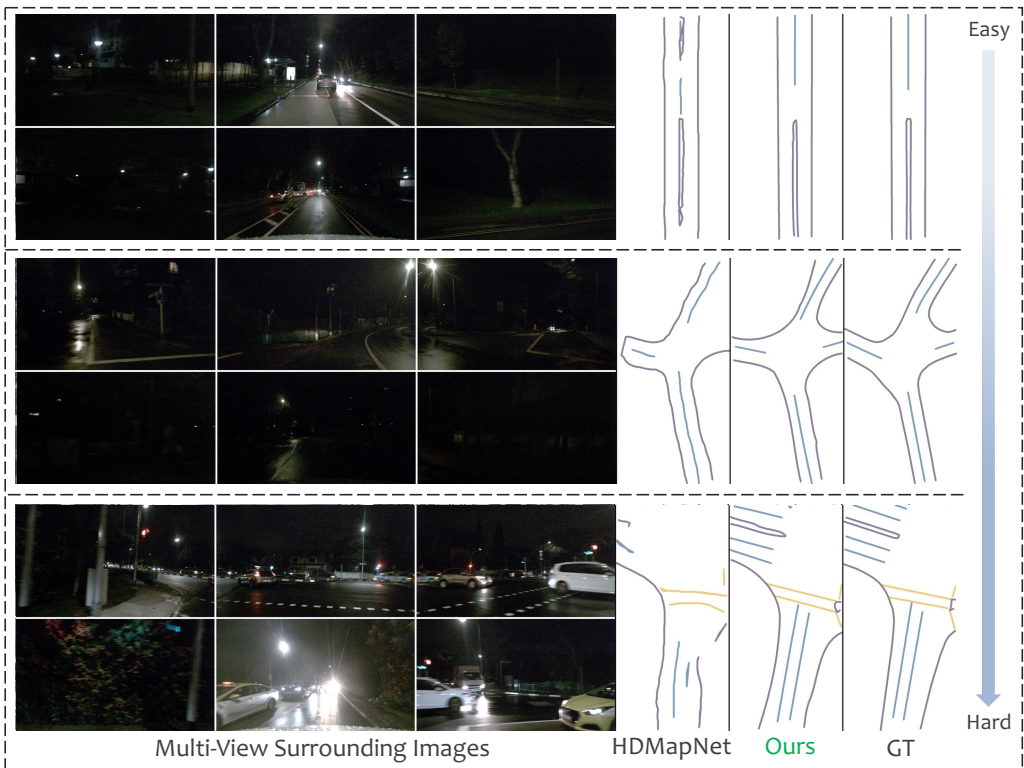 Easy
Hard
Multi-View Surrounding Images
HDMapNet
Ours
GT